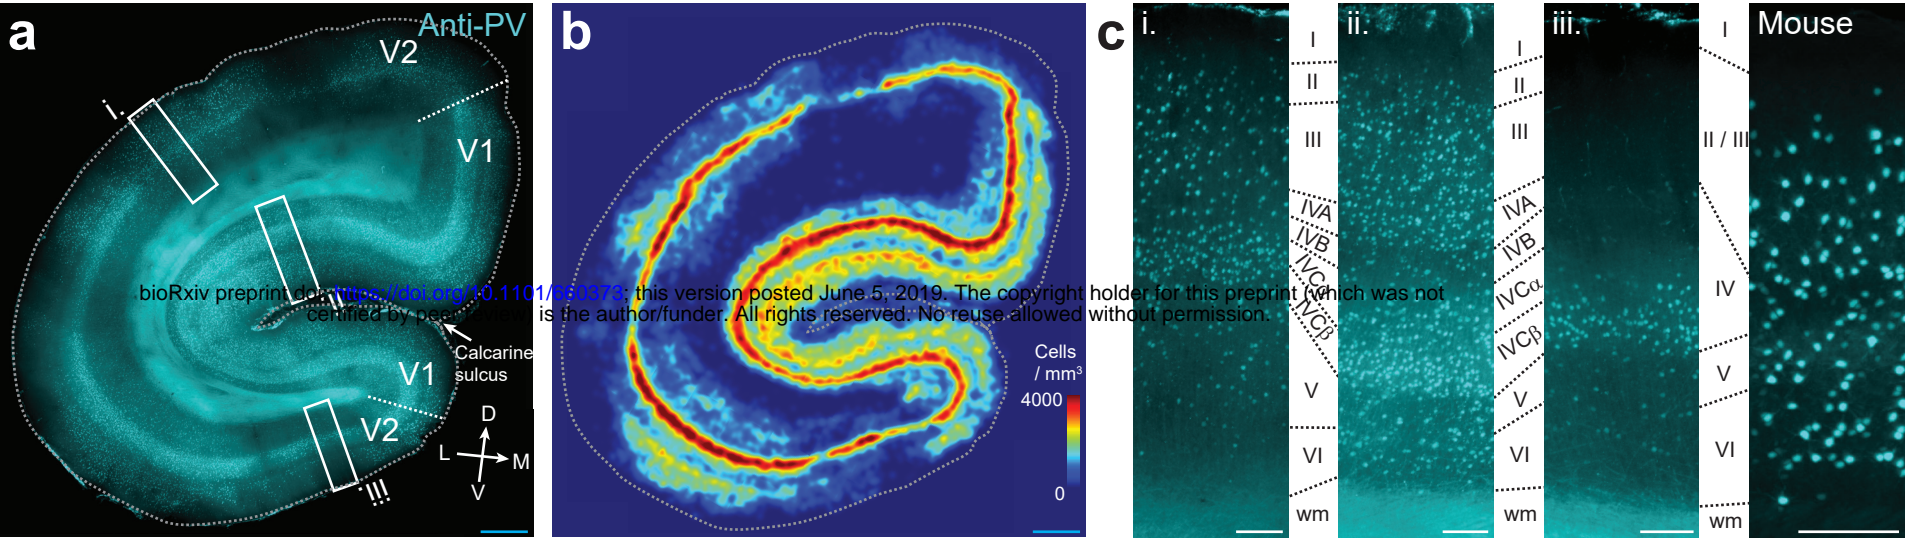 a
Anti-PV
V2
i.
V1
ii.
Calcarine
sulcus
V1
V2
iii.
D
L
M
V
b
Cells
/ mm³
4000
0
bioRxiv preprint doi: https://doi.org/10.1101/660373; this version posted June 5, 2019. The copyright holder for this preprint (which was not
certified by peer review) is the author/funder. All rights reserved. No reuse allowed without permission.
c
i.
I
II
III
IVA
IVB
IVCα
IVCβ
V
VI
wm
ii.
I
II
III
IVA
IVB
IVCα
IVCβ
V
VI
wm
iii.
I
II / III
IV
V
VI
wm
Mouse